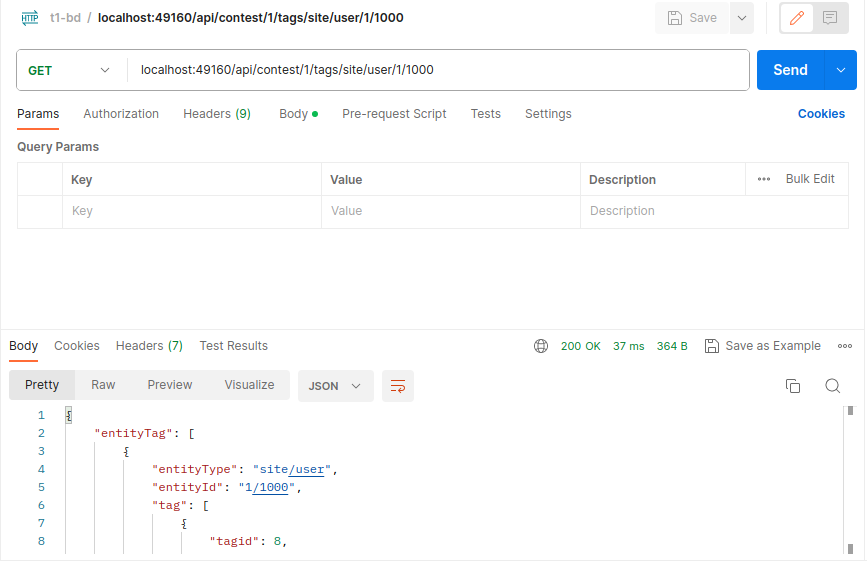 HTTP t1-bd / localhost:49160/api/contest/1/tags/site/user/1/1000 Save
GET localhost:49160/api/contest/1/tags/site/user/1/1000 Send
Params Authorization Headers (9) Body Pre-request Script Tests Settings Cookies
Query Params
Key Value Description ••• Bulk Edit
Key Value Description
Body Cookies Headers (7) Test Results 200 OK 37 ms 364 B Save as Example
Pretty Raw Preview Visualize JSON
1 {
2 "entityTag": [
3 {
4 "entityType": "site/user",
5 "entityId": "1/1000",
6 "tag": [
7 {
8 "tagid": 8,